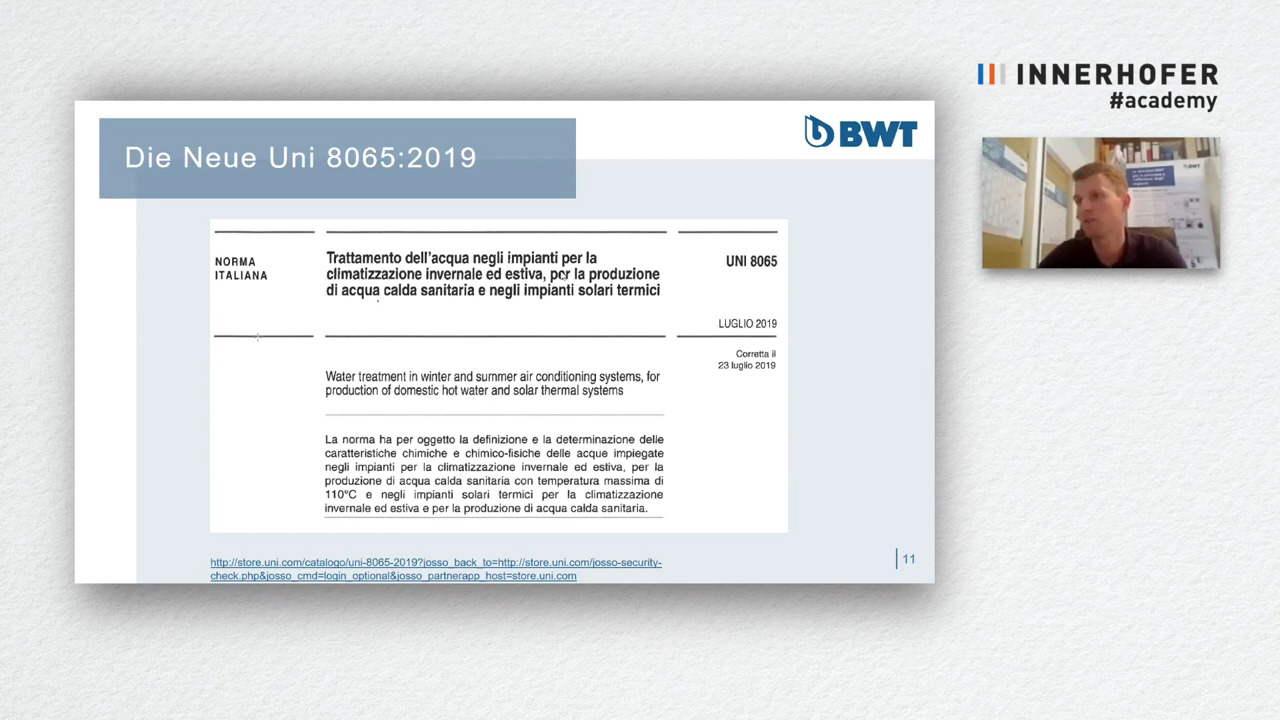 INNERHOFER
#academy
BWT
Die Neue Uni 8065:2019
NORMA
ITALIANA
Trattamento dell'acqua negli impianti per la
climatizzazione invernale ed estiva, per la produzione
di acqua calda sanitaria e negli impianti solari termici
UNI 8065
LUGLIO 2019
Corretta il
23 luglio 2019
Water treatment in winter and summer air conditioning systems, for
production of domestic hot water and solar thermal systems
La norma ha per oggetto la definizione e la determinazione delle
caratteristiche chimiche e chimico-fisiche delle acque impiegate
negli impianti per la climatizzazione invernale ed estiva, per la
produzione di acqua calda sanitaria con temperatura massima di
110°C e negli impianti solari termici per la climatizzazione
invernale ed estiva e per la produzione di acqua calda sanitaria.
http://store.uni.com/catalogo/uni-8065-2019?josso_back_to=http://store.uni.com/josso-security-
check.php&josso_cmd=login_optional&josso_partnerapp_host=store.uni.com
11
BWT